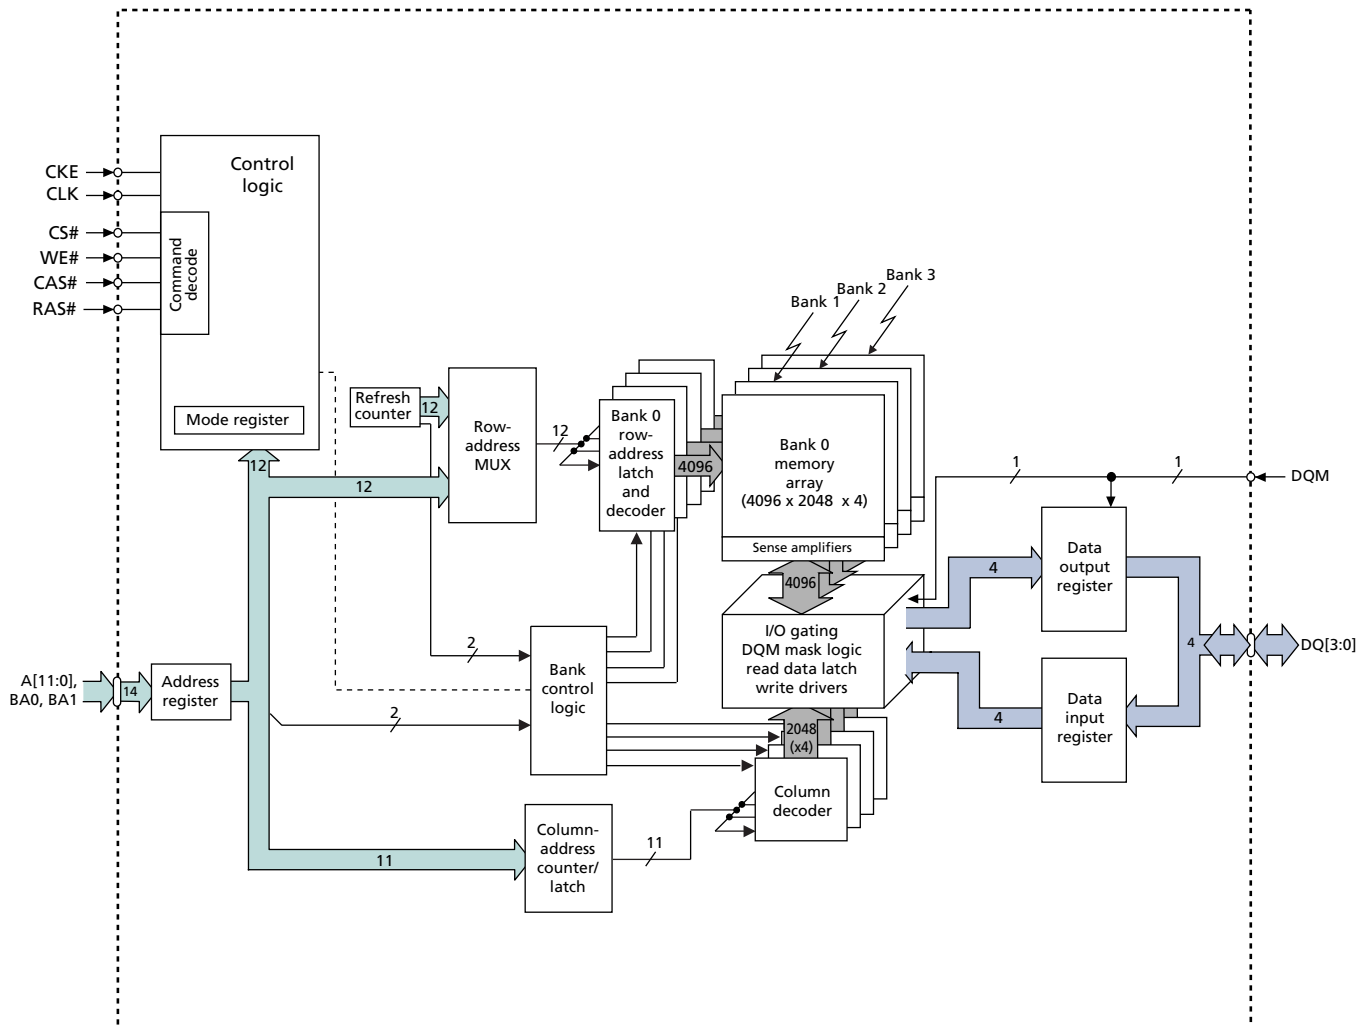 Control
logic
CKE
CLK
CS#
WE#
CAS#
RAS#
Command
decode
Mode register
12
Bank 3
Bank 2
Bank 1
Refresh
counter
12
Row-
address
MUX
12
12
Bank 0
row-
address
latch
and
decoder
4096
Bank 0
memory
array
(4096 x 2048 x 4)
Sense amplifiers
4096
1
1
DQM
Data
output
register
4
I/O gating
DQM mask logic
read data latch
write drivers
4
DQ[3:0]
Data
input
register
4
A[11:0],
BA0, BA1
14
Address
register
2
2
Bank
control
logic
2048
(x4)
Column
decoder
11
Column-
address
counter/
latch
11